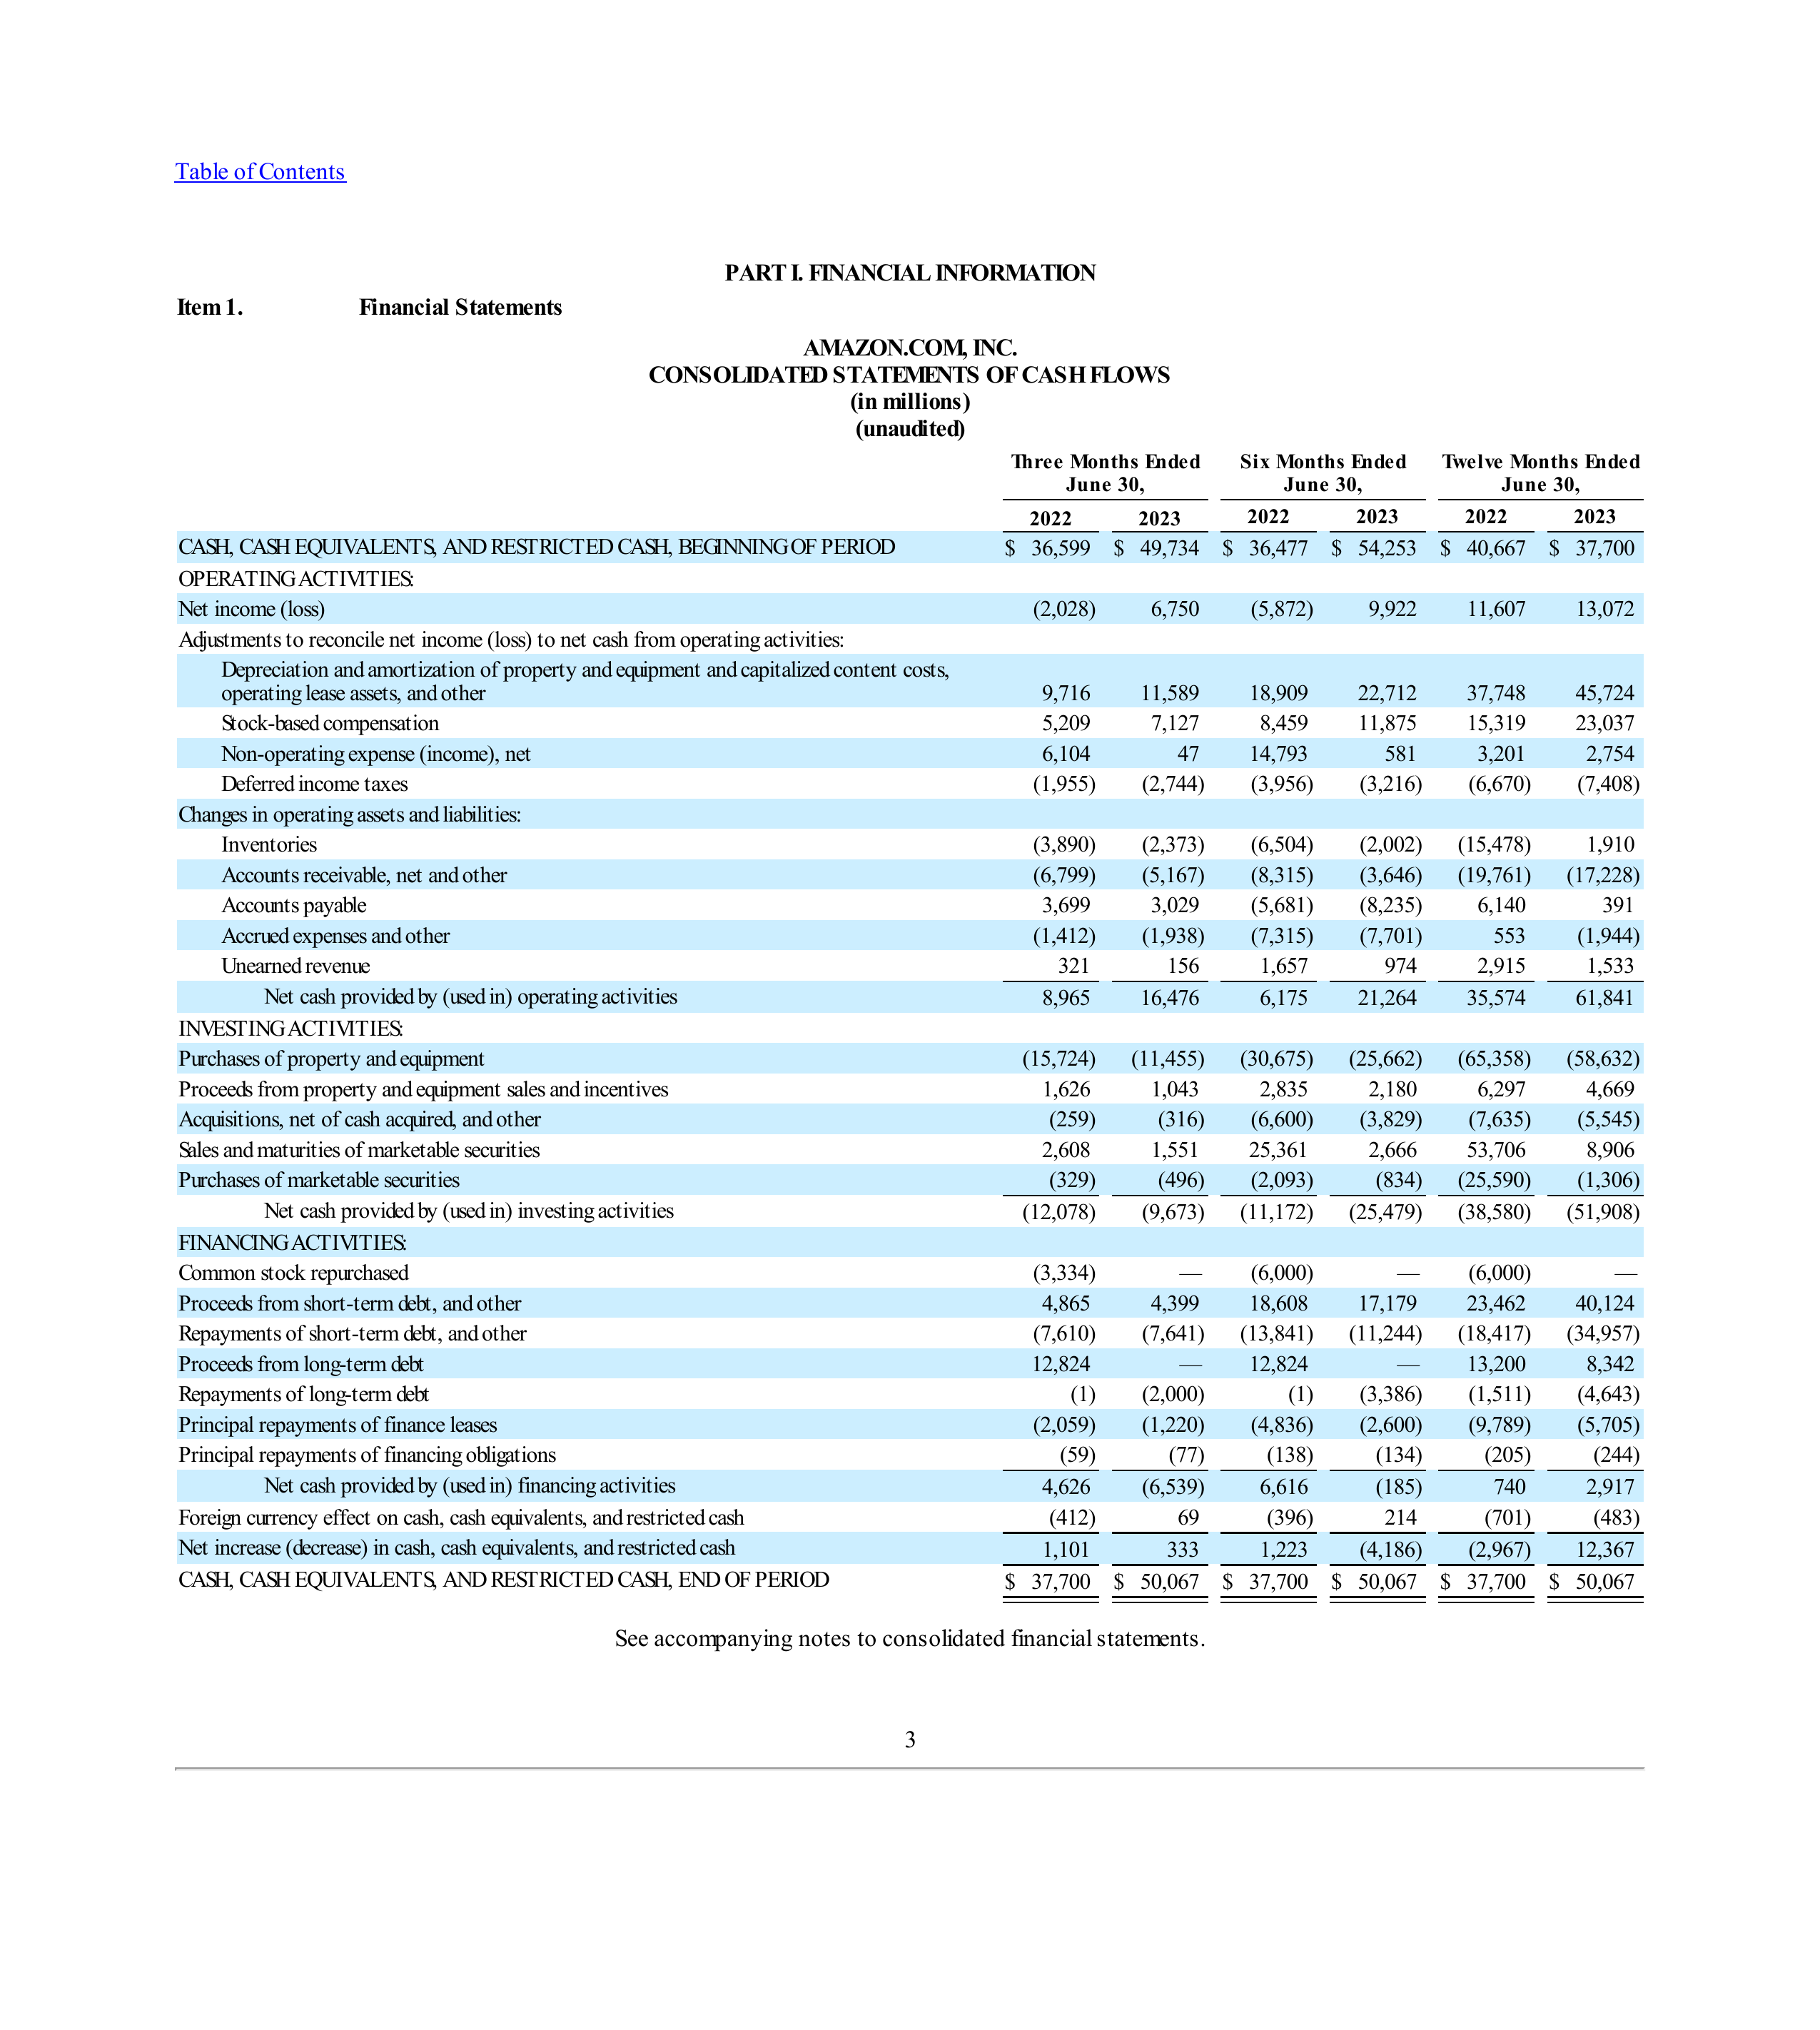 Table of Contents
PART I. FINANCIAL INFORMATION
Item 1. Financial Statements
AMAZON.COM, INC.
CONSOLIDATED STATEMENTS OF CASH FLOWS
(in millions)
(unaudited)
Three Months Ended Six Months Ended Twelve Months Ended
June 30, June 30, June 30,
2022 2023 2022 2023 2022 2023
CASH, CASH EQUIVALENTS, AND RESTRICTED CASH, BEGINNING OF PERIOD $ 36,599 $ 49,734 $ 36,477 $ 54,253 $ 40,667 $ 37,700
OPERATING ACTIVITIES:
Net income (loss) (2,028) 6,750 (5,872) 9,922 11,607 13,072
Adjustments to reconcile net income (loss) to net cash from operating activities:
Depreciation and amortization of property and equipment and capitalized content costs,
operating lease assets, and other 9,716 11,589 18,909 22,712 37,748 45,724
Stock-based compensation 5,209 7,127 8,459 11,875 15,319 23,037
Non-operating expense (income), net 6,104 47 14,793 581 3,201 2,754
Deferred income taxes (1,955) (2,744) (3,956) (3,216) (6,670) (7,408)
Changes in operating assets and liabilities:
Inventories (3,890) (2,373) (6,504) (2,002) (15,478) 1,910
Accounts receivable, net and other (6,799) (5,167) (8,315) (3,646) (19,761) (17,228)
Accounts payable 3,699 3,029 (5,681) (8,235) 6,140 391
Accrued expenses and other (1,412) (1,938) (7,315) (7,701) 553 (1,944)
Unearned revenue 321 156 1,657 974 2,915 1,533
Net cash provided by (used in) operating activities 8,965 16,476 6,175 21,264 35,574 61,841
INVESTING ACTIVITIES:
Purchases of property and equipment (15,724) (11,455) (30,675) (25,662) (65,358) (58,632)
Proceeds from property and equipment sales and incentives 1,626 1,043 2,835 2,180 6,297 4,669
Acquisitions, net of cash acquired, and other (259) (316) (6,600) (3,829) (7,635) (5,545)
Sales and maturities of marketable securities 2,608 1,551 25,361 2,666 53,706 8,906
Purchases of marketable securities (329) (496) (2,093) (834) (25,590) (1,306)
Net cash provided by (used in) investing activities (12,078) (9,673) (11,172) (25,479) (38,580) (51,908)
FINANCING ACTIVITIES:
Common stock repurchased (3,334) — (6,000) — (6,000) —
Proceeds from short-term debt, and other 4,865 4,399 18,608 17,179 23,462 40,124
Repayments of short-term debt, and other (7,610) (7,641) (13,841) (11,244) (18,417) (34,957)
Proceeds from long-term debt 12,824 — 12,824 — 13,200 8,342
Repayments of long-term debt (1) (2,000) (1) (3,386) (1,511) (4,643)
Principal repayments of finance leases (2,059) (1,220) (4,836) (2,600) (9,789) (5,705)
Principal repayments of financing obligations (59) (77) (138) (134) (205) (244)
Net cash provided by (used in) financing activities 4,626 (6,539) 6,616 (185) 740 2,917
Foreign currency effect on cash, cash equivalents, and restricted cash (412) 69 (396) 214 (701) (483)
Net increase (decrease) in cash, cash equivalents, and restricted cash 1,101 333 1,223 (4,186) (2,967) 12,367
CASH, CASH EQUIVALENTS, AND RESTRICTED CASH, END OF PERIOD $ 37,700 $ 50,067 $ 37,700 $ 50,067 $ 37,700 $ 50,067
See accompanying notes to consolidated financial statements.
3